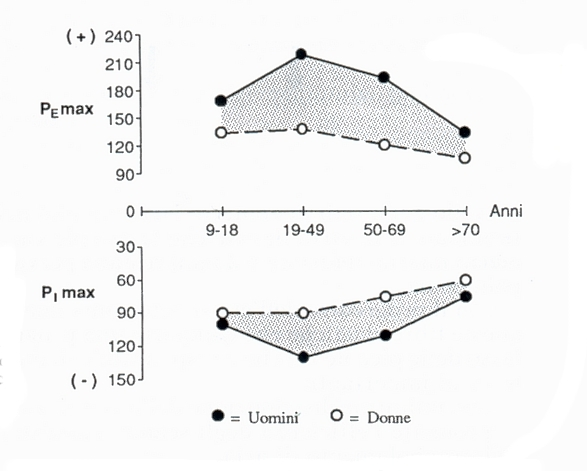 (+) 240
210
180
PE max
150
120
90
0 Anni
9-18 19-49 50-69 >70
30
60
PI max
90
120
(-) 150
● = Uomini ○ = Donne